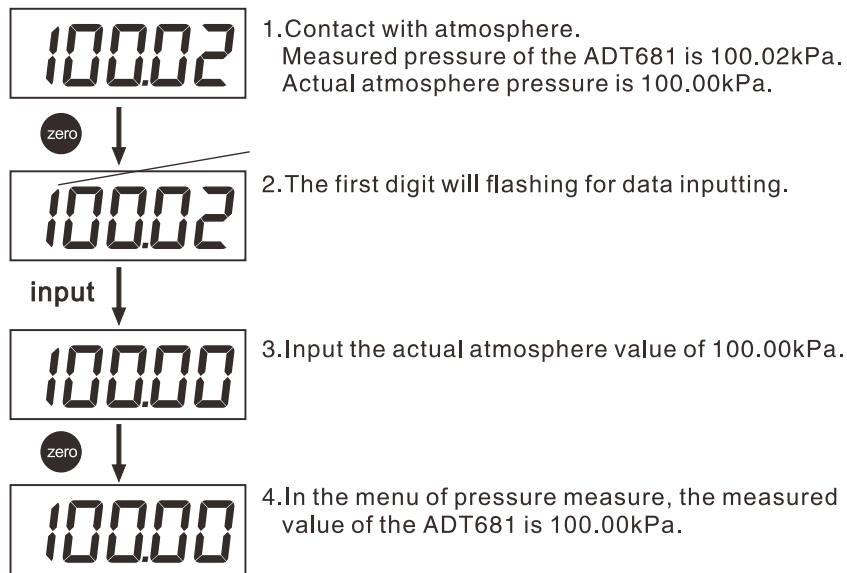 100.02
1.Contact with atmosphere.
Measured pressure of the ADT681 is 100.02kPa.
Actual atmosphere pressure is 100.00kPa.
zero
100.02
2.The first digit will flashing for data inputting.
input
100.00
3.Input the actual atmosphere value of 100.00kPa.
zero
100.00
4.In the menu of pressure measure, the measured
value of the ADT681 is 100.00kPa.